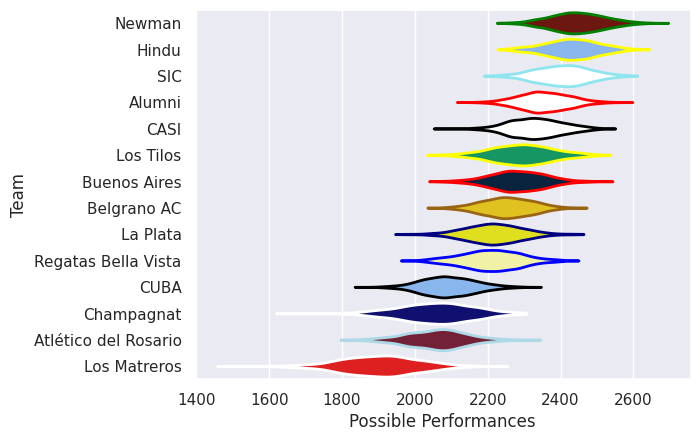 Newman
Hindu
SIC
Alumni
CASI
Los Tilos
Buenos Aires
Belgrano AC
La Plata
Regatas Bella Vista
CUBA
Champagnat
Atlético del Rosario
Los Matreros
Team
1400 1600 1800 2000 2200 2400 2600
Possible Performances